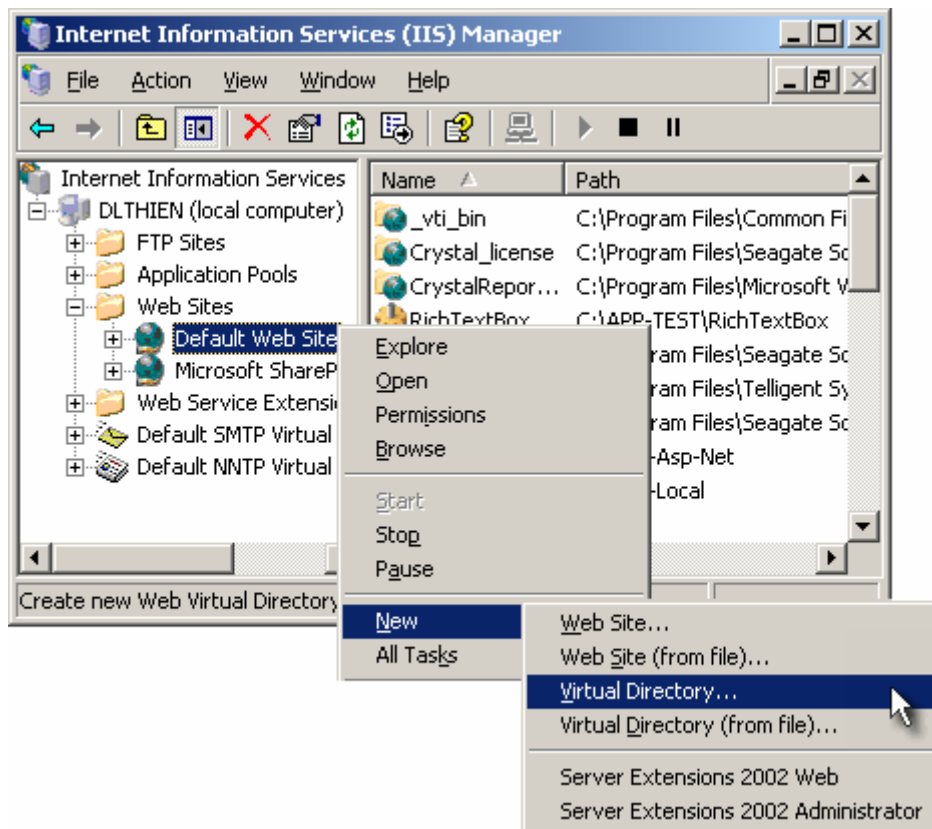 Internet Information Services (IIS) Manager
File Action View Window Help
Internet Information Services
DLTHIEN (local computer)
FTP Sites
Application Pools
Web Sites
Default Web Site
Microsoft ShareP
Web Service Extensi
Default SMTP Virtual
Default NNTP Virtual
Name Path
_vti_bin C:\Program Files\Common Fi
Crystal_license C:\Program Files\Seagate So
CrystalRepor... C:\Program Files\Microsoft V
RichTextBox C:\APP-TEST\RichTextBox
ram Files\Seagate So
ram Files\Telligent Sy
ram Files\Seagate So
-Asp-Net
-Local
Explore
Open
Permissions
Browse
Start
Stop
Pause
New
All Tasks
Create new Web Virtual Directory
Web Site...
Web Site (from file)...
Virtual Directory...
Virtual Directory (from file)...
Server Extensions 2002 Web
Server Extensions 2002 Administrator